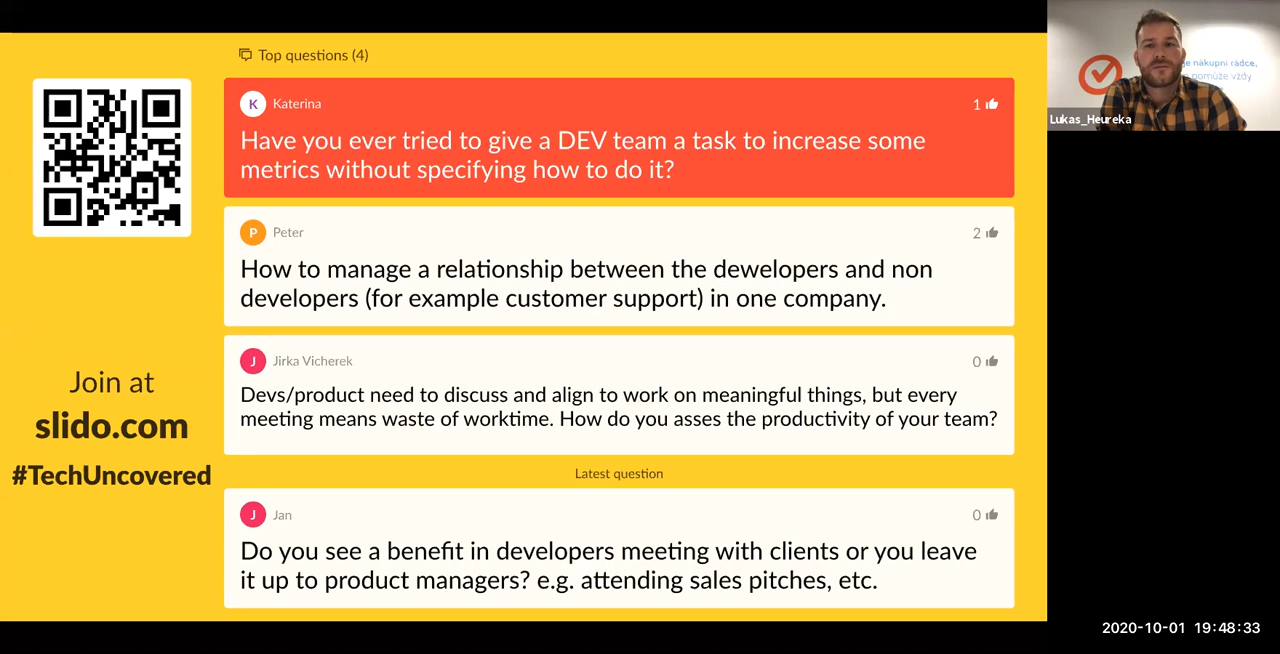 Top questions (4)
K Katerina 1
Have you ever tried to give a DEV team a task to increase some
metrics without specifying how to do it?
P Peter 2
How to manage a relationship between the dewelopers and non
developers (for example customer support) in one company.
J Jirka Vicherek 0
Devs/product need to discuss and align to work on meaningful things, but every
meeting means waste of worktime. How do you asses the productivity of your team?
Latest question
J Jan 0
Do you see a benefit in developers meeting with clients or you leave
it up to product managers? e.g. attending sales pitches, etc.
Join at
slido.com
#TechUncovered
je nákupní rádce,
pomůže vždy
Lukas_Heureka
2020-10-01 19:48:33